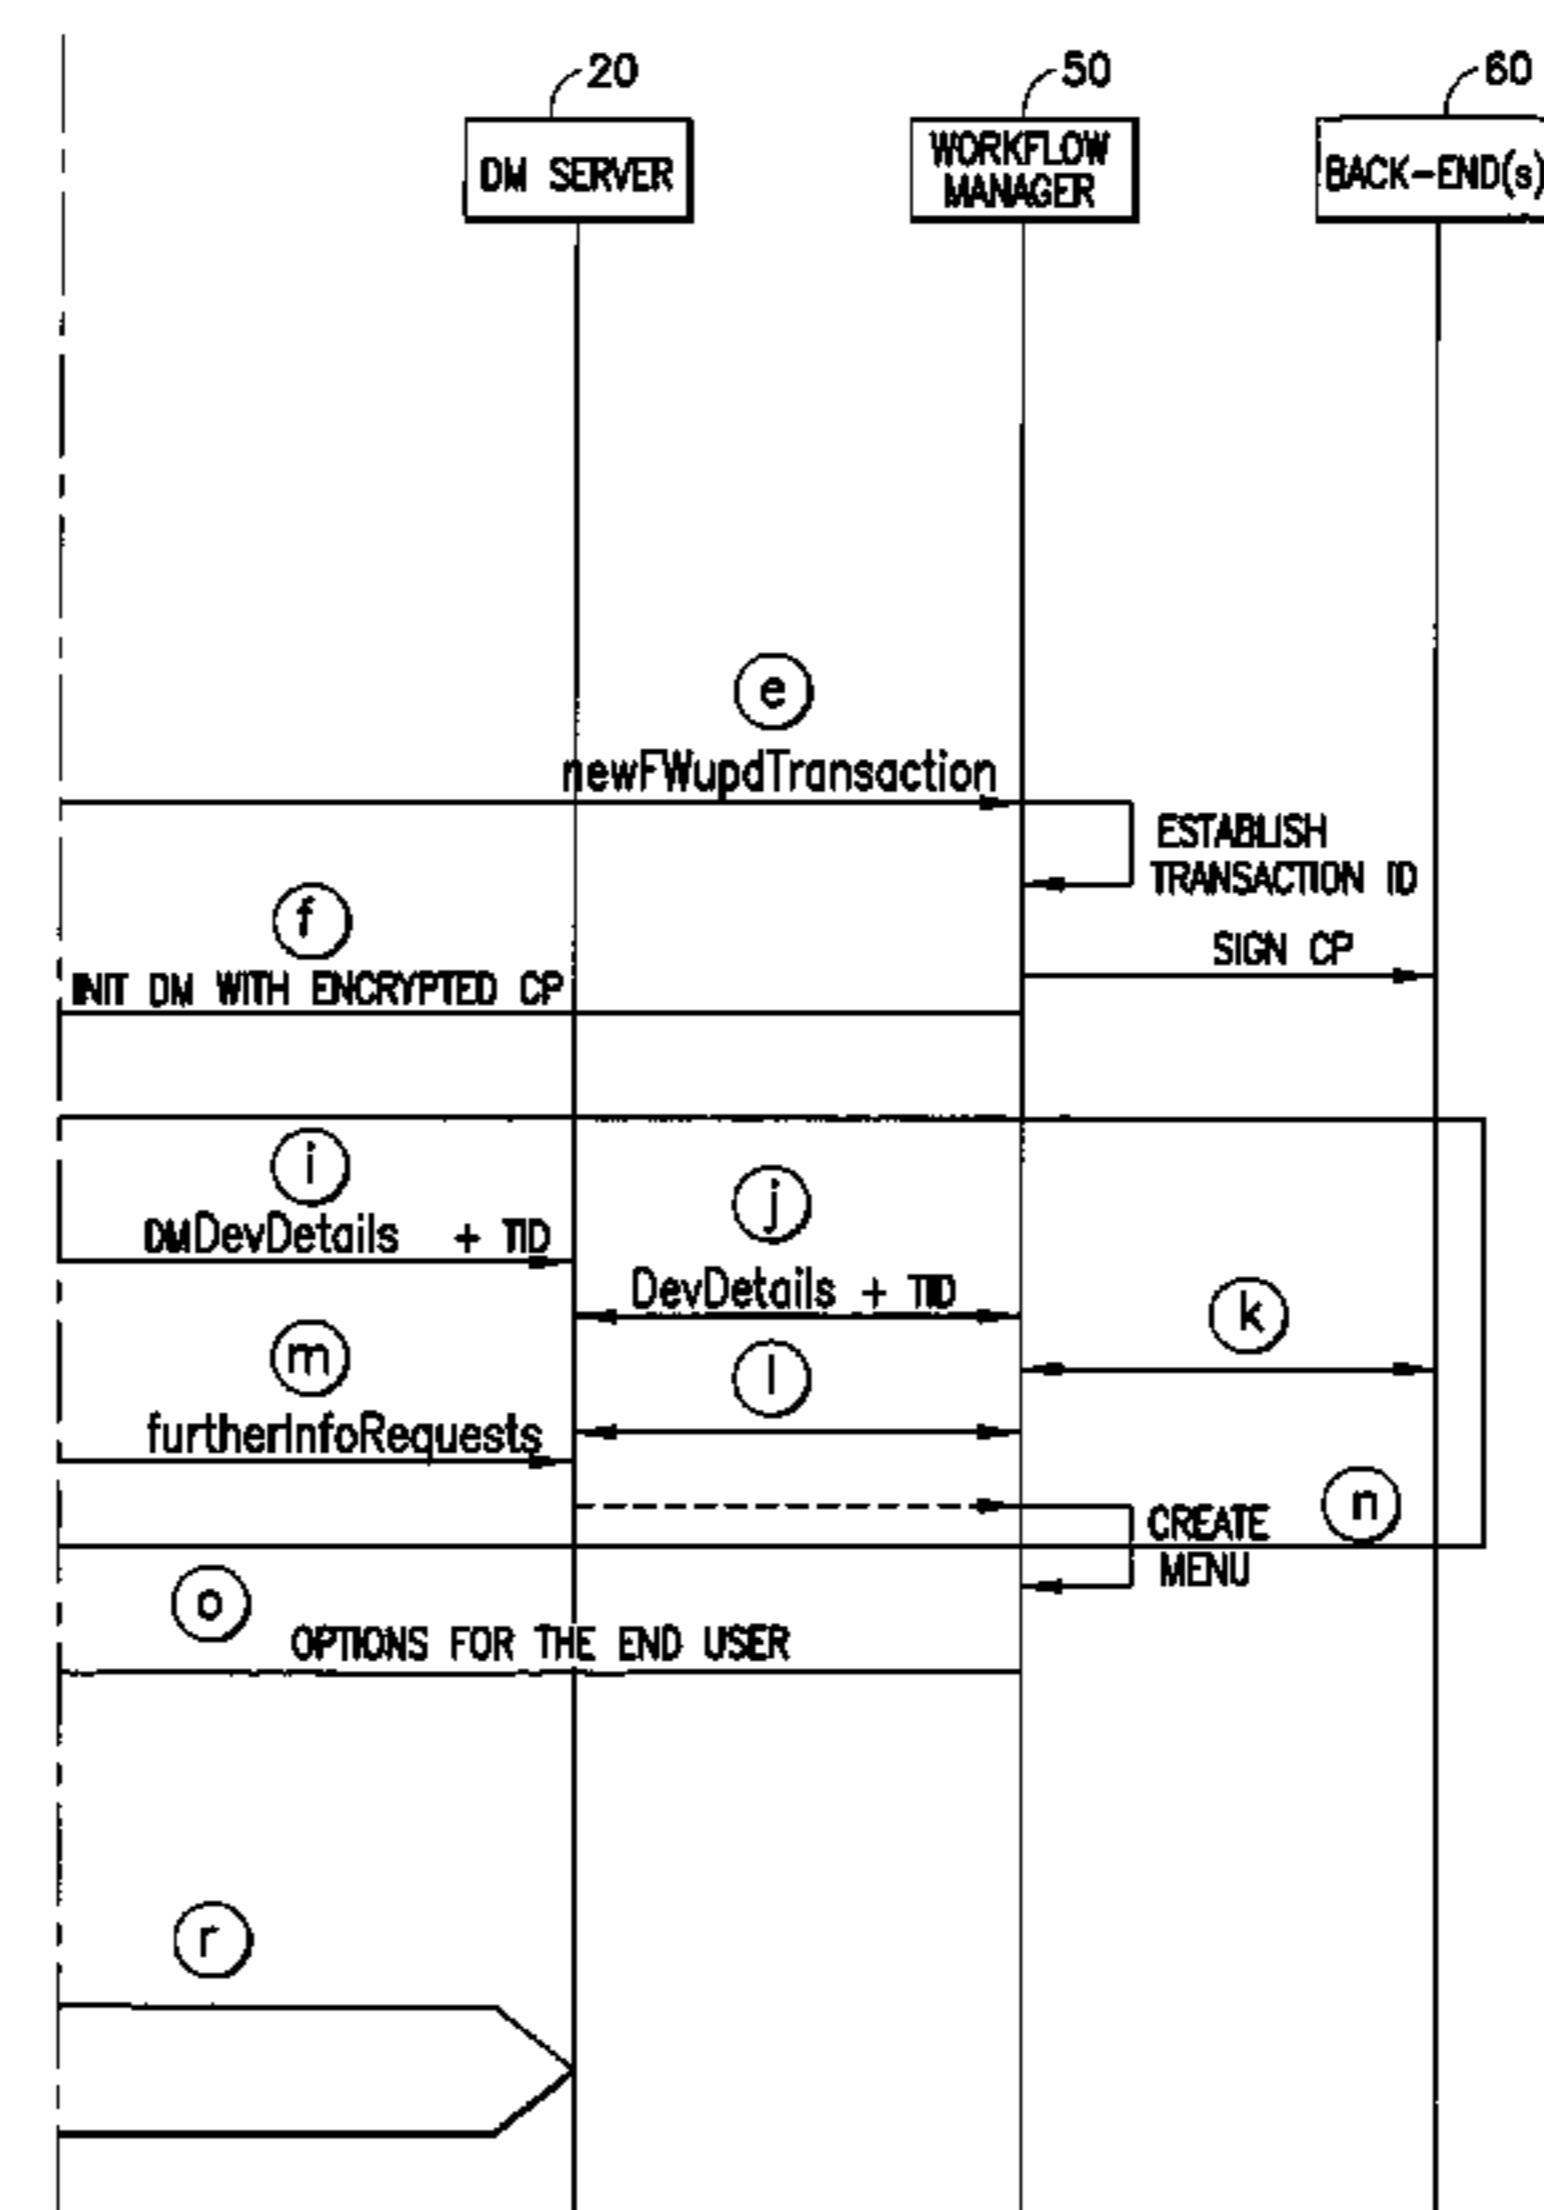 20
50
60
DM SERVER
WORKFLOW
MANAGER
BACK-END(s)
e
newFWupdTransaction
ESTABLISH
TRANSACTION ID
f
SIGN CP
INIT DM WITH ENCRYPTED CP
i
j
DMDevDetails + TID
DevDetails + TID
k
m
l
furtherInfoRequests
n
CREATE
MENU
o
OPTIONS FOR THE END USER
r